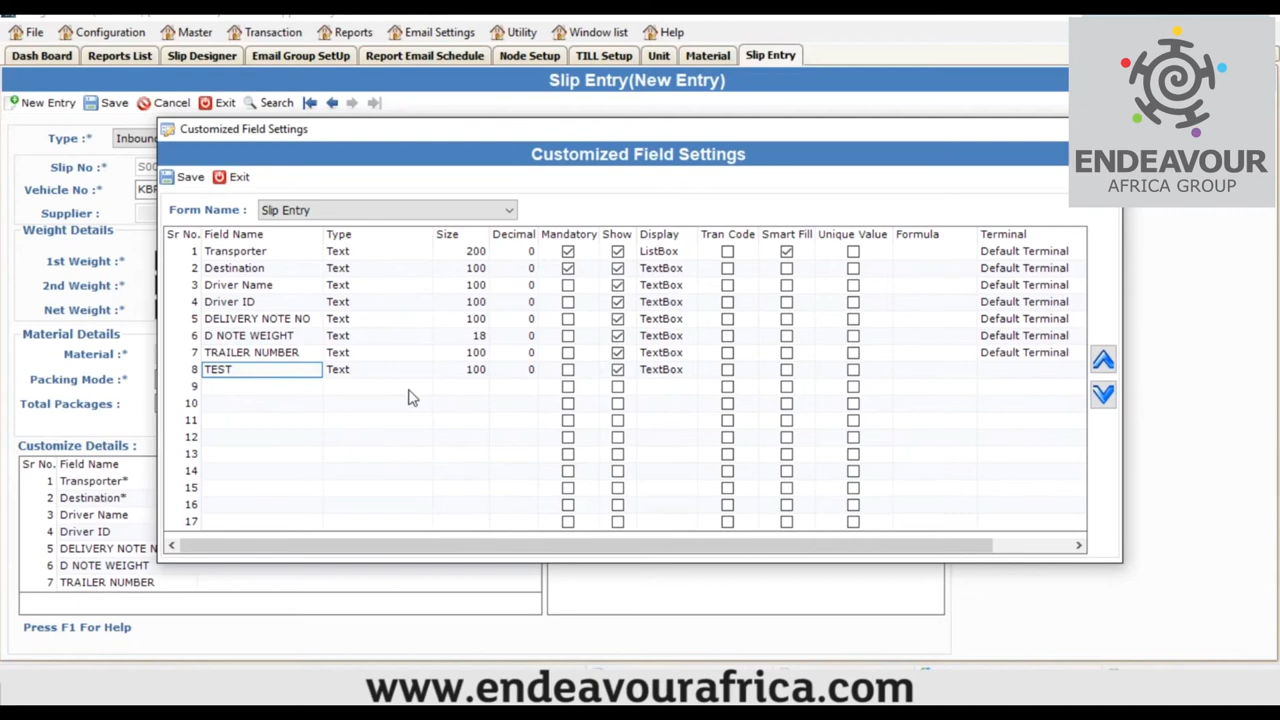 File Configuration Master Transaction Reports Email Settings Utility Window list Help
Dash Board Reports List Slip Designer Email Group SetUp Report Email Schedule Node Setup TILL Setup Unit Material Slip Entry
Slip Entry(New Entry)
New Entry Save Cancel Exit Search
ENDEAVOUR
AFRICA GROUP
Type :* Inbound
Slip No :*
Vehicle No :*
Supplier :
Weight Details
1st Weight :*
2nd Weight :*
Net Weight :*
Material Details
Material :*
Packing Mode :*
Total Packages :
Customize Details :
Sr No. Field Name
1 Transporter*
2 Destination*
3 Driver Name
4 Driver ID
5 DELIVERY NOTE N
6 D NOTE WEIGHT
7 TRAILER NUMBER
Press F1 For Help
Customized Field Settings
Customized Field Settings
Save Exit
Form Name : Slip Entry
Sr No. Field Name Type Size Decimal Mandatory Show Display Tran Code Smart Fill Unique Value Formula Terminal
1 Transporter Text 200 0 ListBox Default Terminal
2 Destination Text 100 0 TextBox Default Terminal
3 Driver Name Text 100 0 TextBox Default Terminal
4 Driver ID Text 100 0 TextBox Default Terminal
5 DELIVERY NOTE NO Text 100 0 TextBox Default Terminal
6 D NOTE WEIGHT Text 18 0 TextBox Default Terminal
7 TRAILER NUMBER Text 100 0 TextBox Default Terminal
8 TEST Text 100 0 TextBox
9
10
11
12
13
14
15
16
17
www.endeavourafrica.com